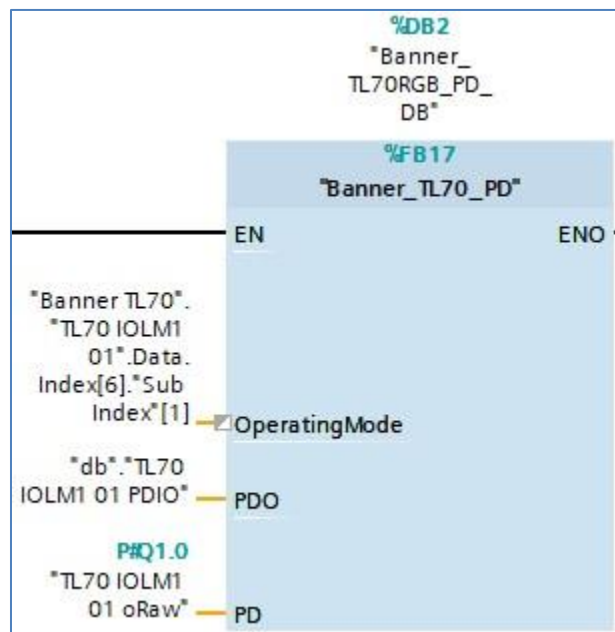 %DB2
"Banner_
TL70RGB_PD_
DB"
%FB17
"Banner_TL70_PD"
EN
ENO
"Banner TL70".
"TL70 IOLM1
01".Data.
Index[6]."Sub
Index"[1]
OperatingMode
"db"."TL70
IOLM1 01 PDIO"
PDO
P#Q1.0
"TL70 IOLM1
01 oRaw"
PD